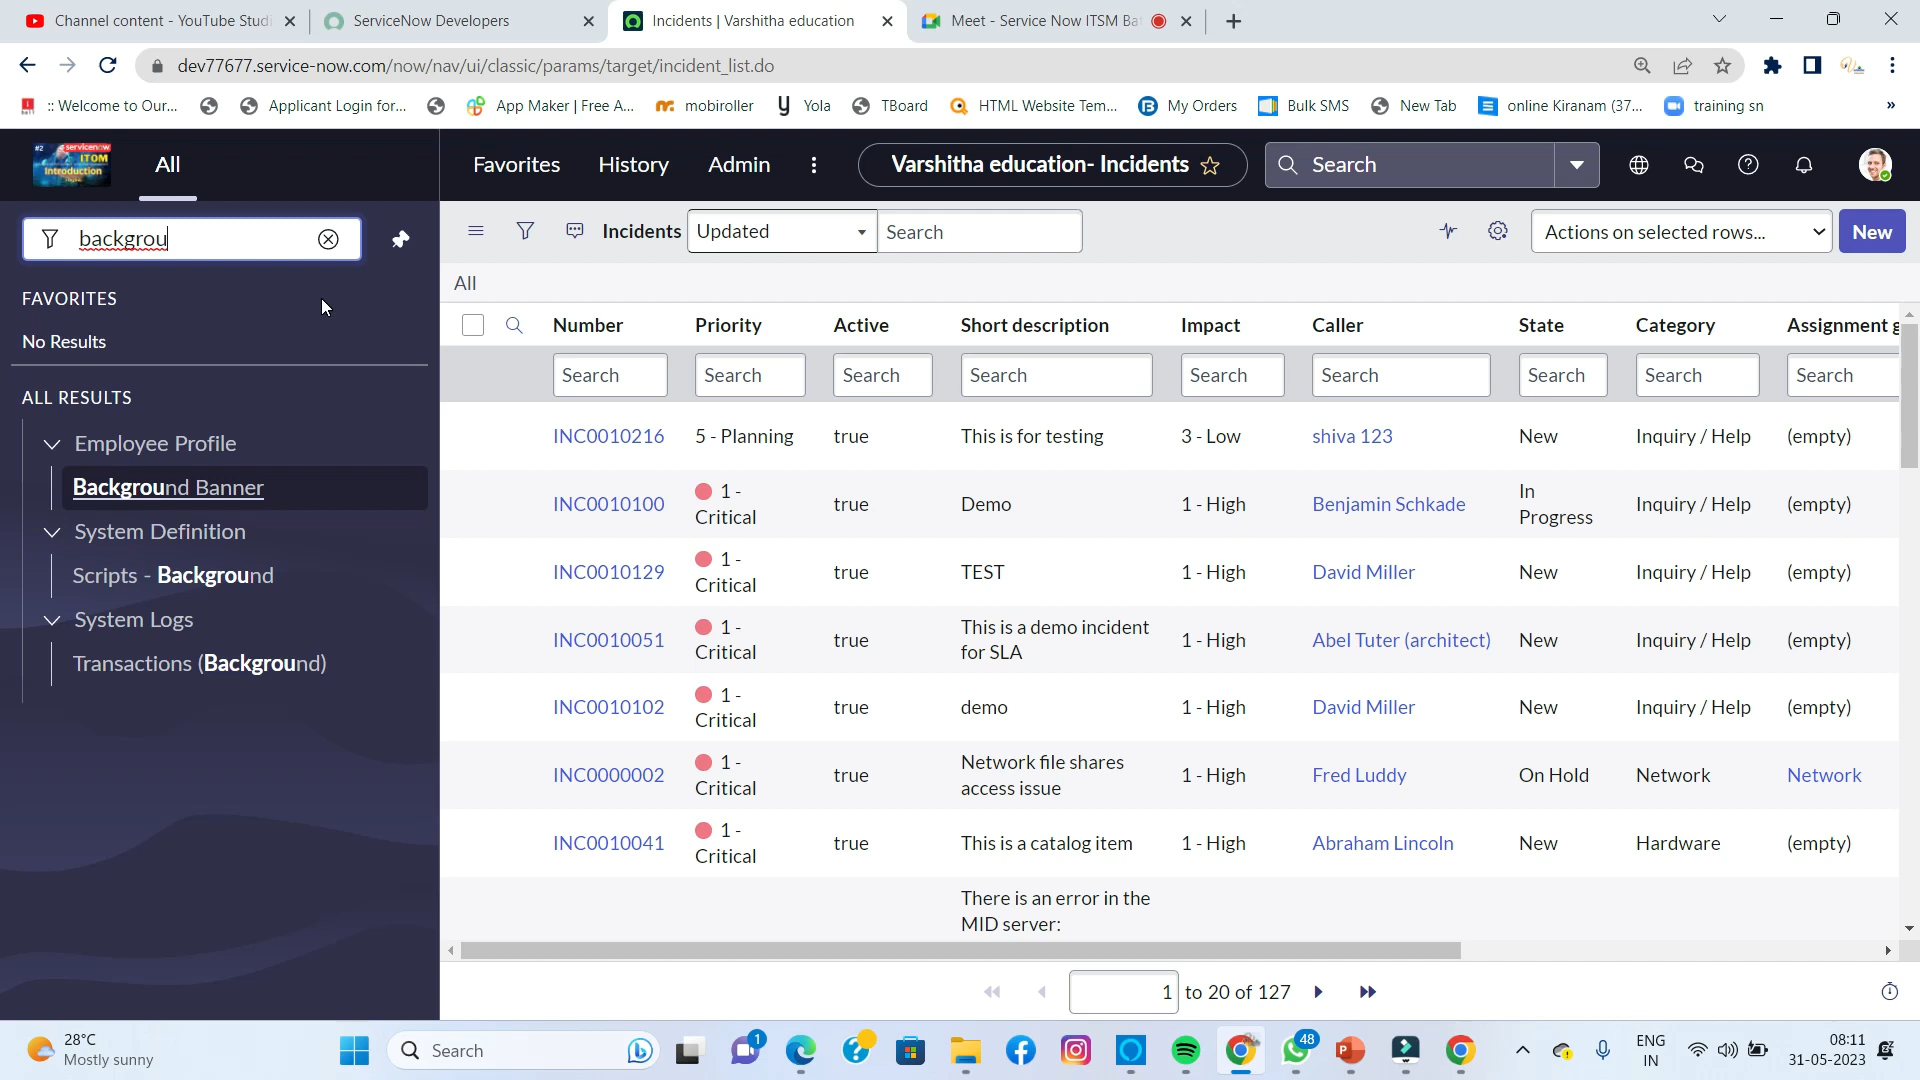 Channel content - YouTube Studi
ServiceNow Developers
Incidents | Varshitha education
Meet - Service Now ITSM Bat
dev77677.service-now.com/now/nav/ui/classic/params/target/incident_list.do
:: Welcome to Our...
Applicant Login for...
App Maker | Free A...
mobiroller
Yola
TBoard
HTML Website Tem...
My Orders
Bulk SMS
New Tab
online Kiranam (37...
training sn
#2 servicenow
ITOM
Introduction
All
Favorites
History
Admin
Varshitha education- Incidents
Search
backgrou
Incidents
Updated
Search
Actions on selected rows...
New
FAVORITES
No Results
ALL RESULTS
Employee Profile
Background Banner
System Definition
Scripts - Background
System Logs
Transactions (Background)
All
Number Priority Active Short description Impact Caller State Category Assignment g
Search Search Search Search Search Search Search Search Search
INC0010216 5 - Planning true This is for testing 3 - Low shiva 123 New Inquiry / Help (empty)
INC0010100 1 - Critical true Demo 1 - High Benjamin Schkade In Progress Inquiry / Help (empty)
INC0010129 1 - Critical true TEST 1 - High David Miller New Inquiry / Help (empty)
INC0010051 1 - Critical true This is a demo incident for SLA 1 - High Abel Tuter (architect) New Inquiry / Help (empty)
INC0010102 1 - Critical true demo 1 - High David Miller New Inquiry / Help (empty)
INC0000002 1 - Critical true Network file shares access issue 1 - High Fred Luddy On Hold Network Network
INC0010041 1 - Critical true This is a catalog item 1 - High Abraham Lincoln New Hardware (empty)
There is an error in the
MID server:
1 to 20 of 127
28°C
Mostly sunny
Search
1
48
ENG
IN
08:11
31-05-2023